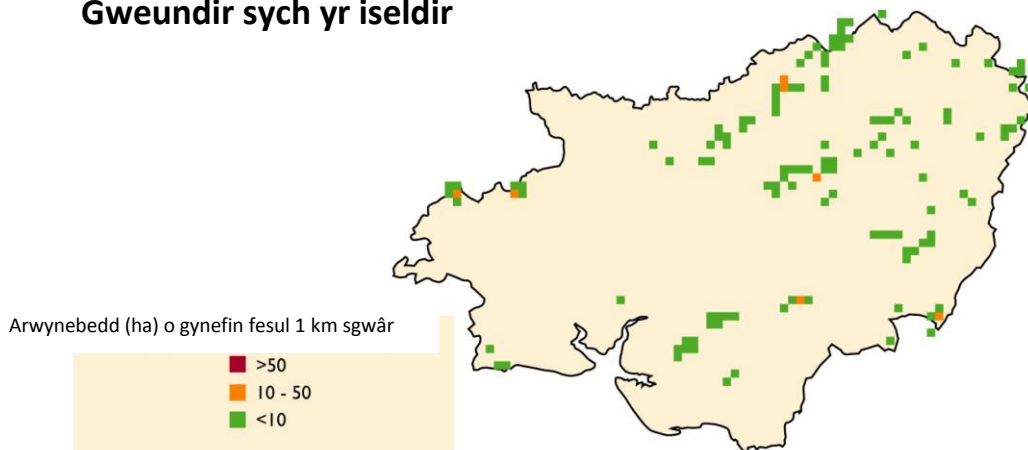 Gweundir sych yr iseldir
Arwynebedd (ha) o gynefin fesul 1 km sgwâr
>50
10 - 50
<10